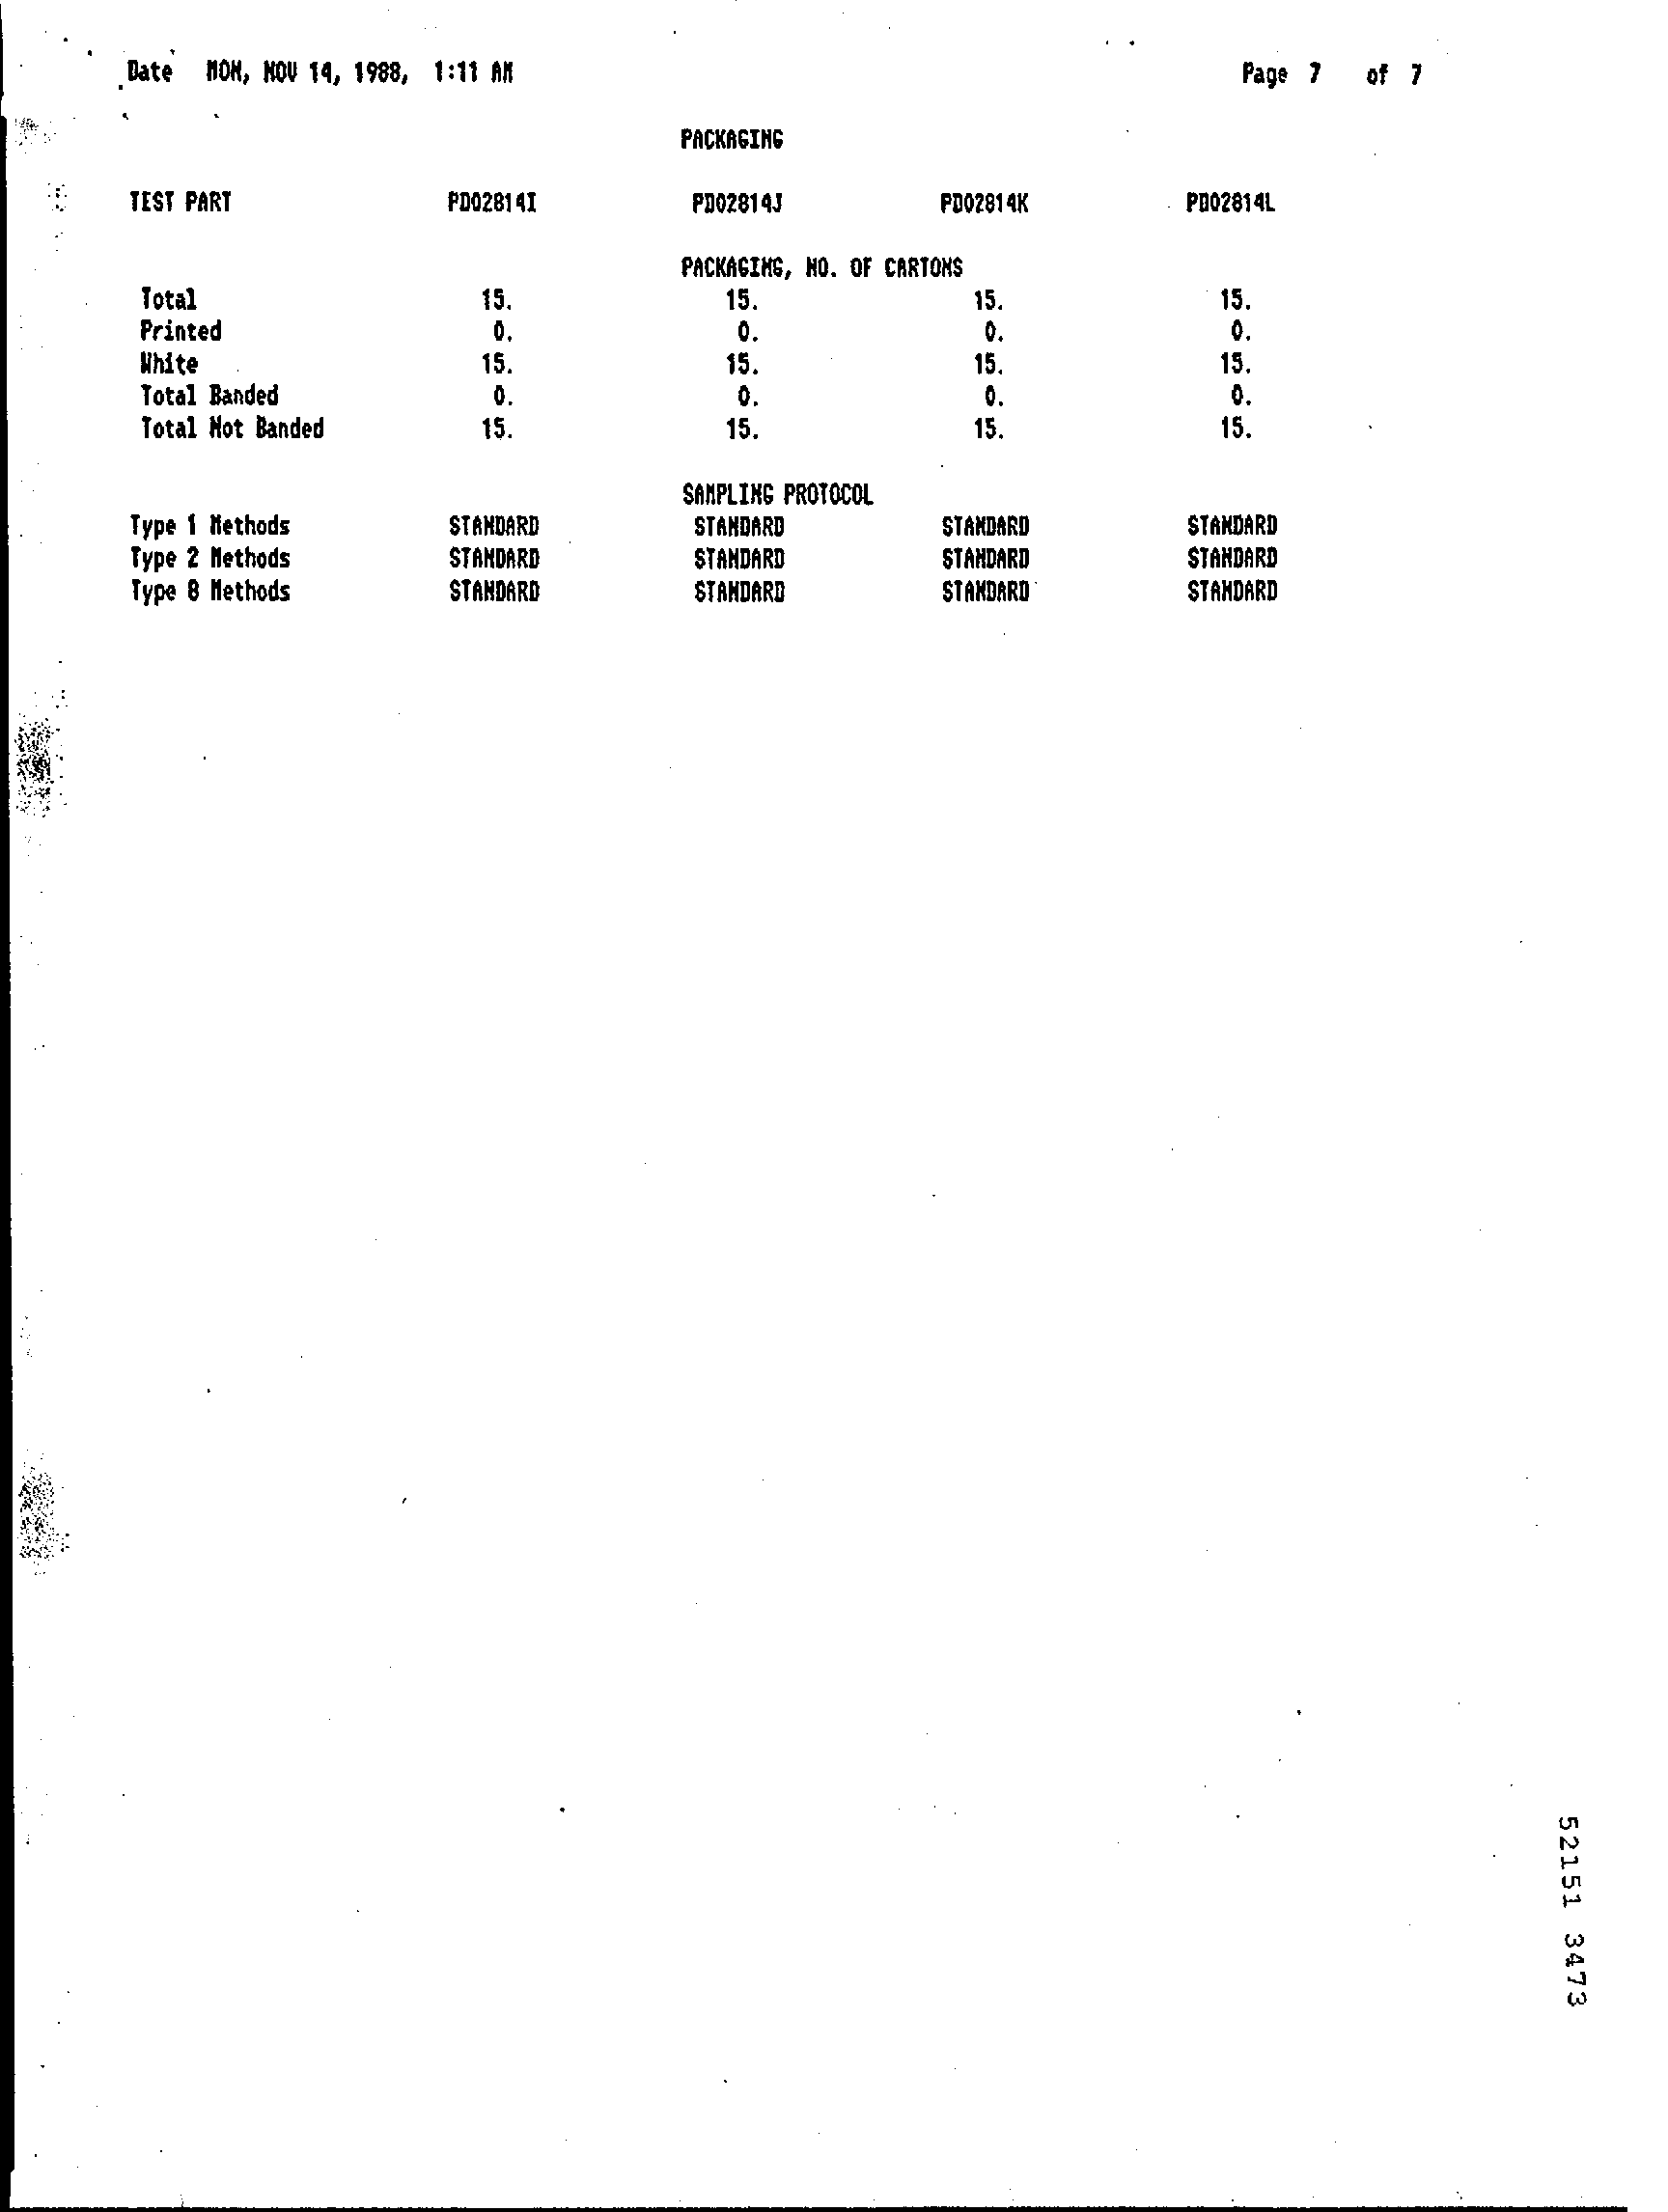 Date MON, NOV 14, 1988, 1:11 AM Page 7 of 7
PACKAGING
TEST PART PD02814I PD02814J PD02814K PD02814L
PACKAGING, NO. OF CARTONS
Total 15. 15. 15. 15.
Printed 0. 0. 0. 0.
White 15. 15. 15. 15.
Total Banded 0. 0. 0. 0.
Total Not Banded 15. 15. 15. 15.
SAMPLING PROTOCOL
Type 1 Methods STANDARD STANDARD STANDARD STANDARD
Type 2 Methods STANDARD STANDARD STANDARD STANDARD
Type 8 Methods STANDARD STANDARD STANDARD STANDARD
52151 3473